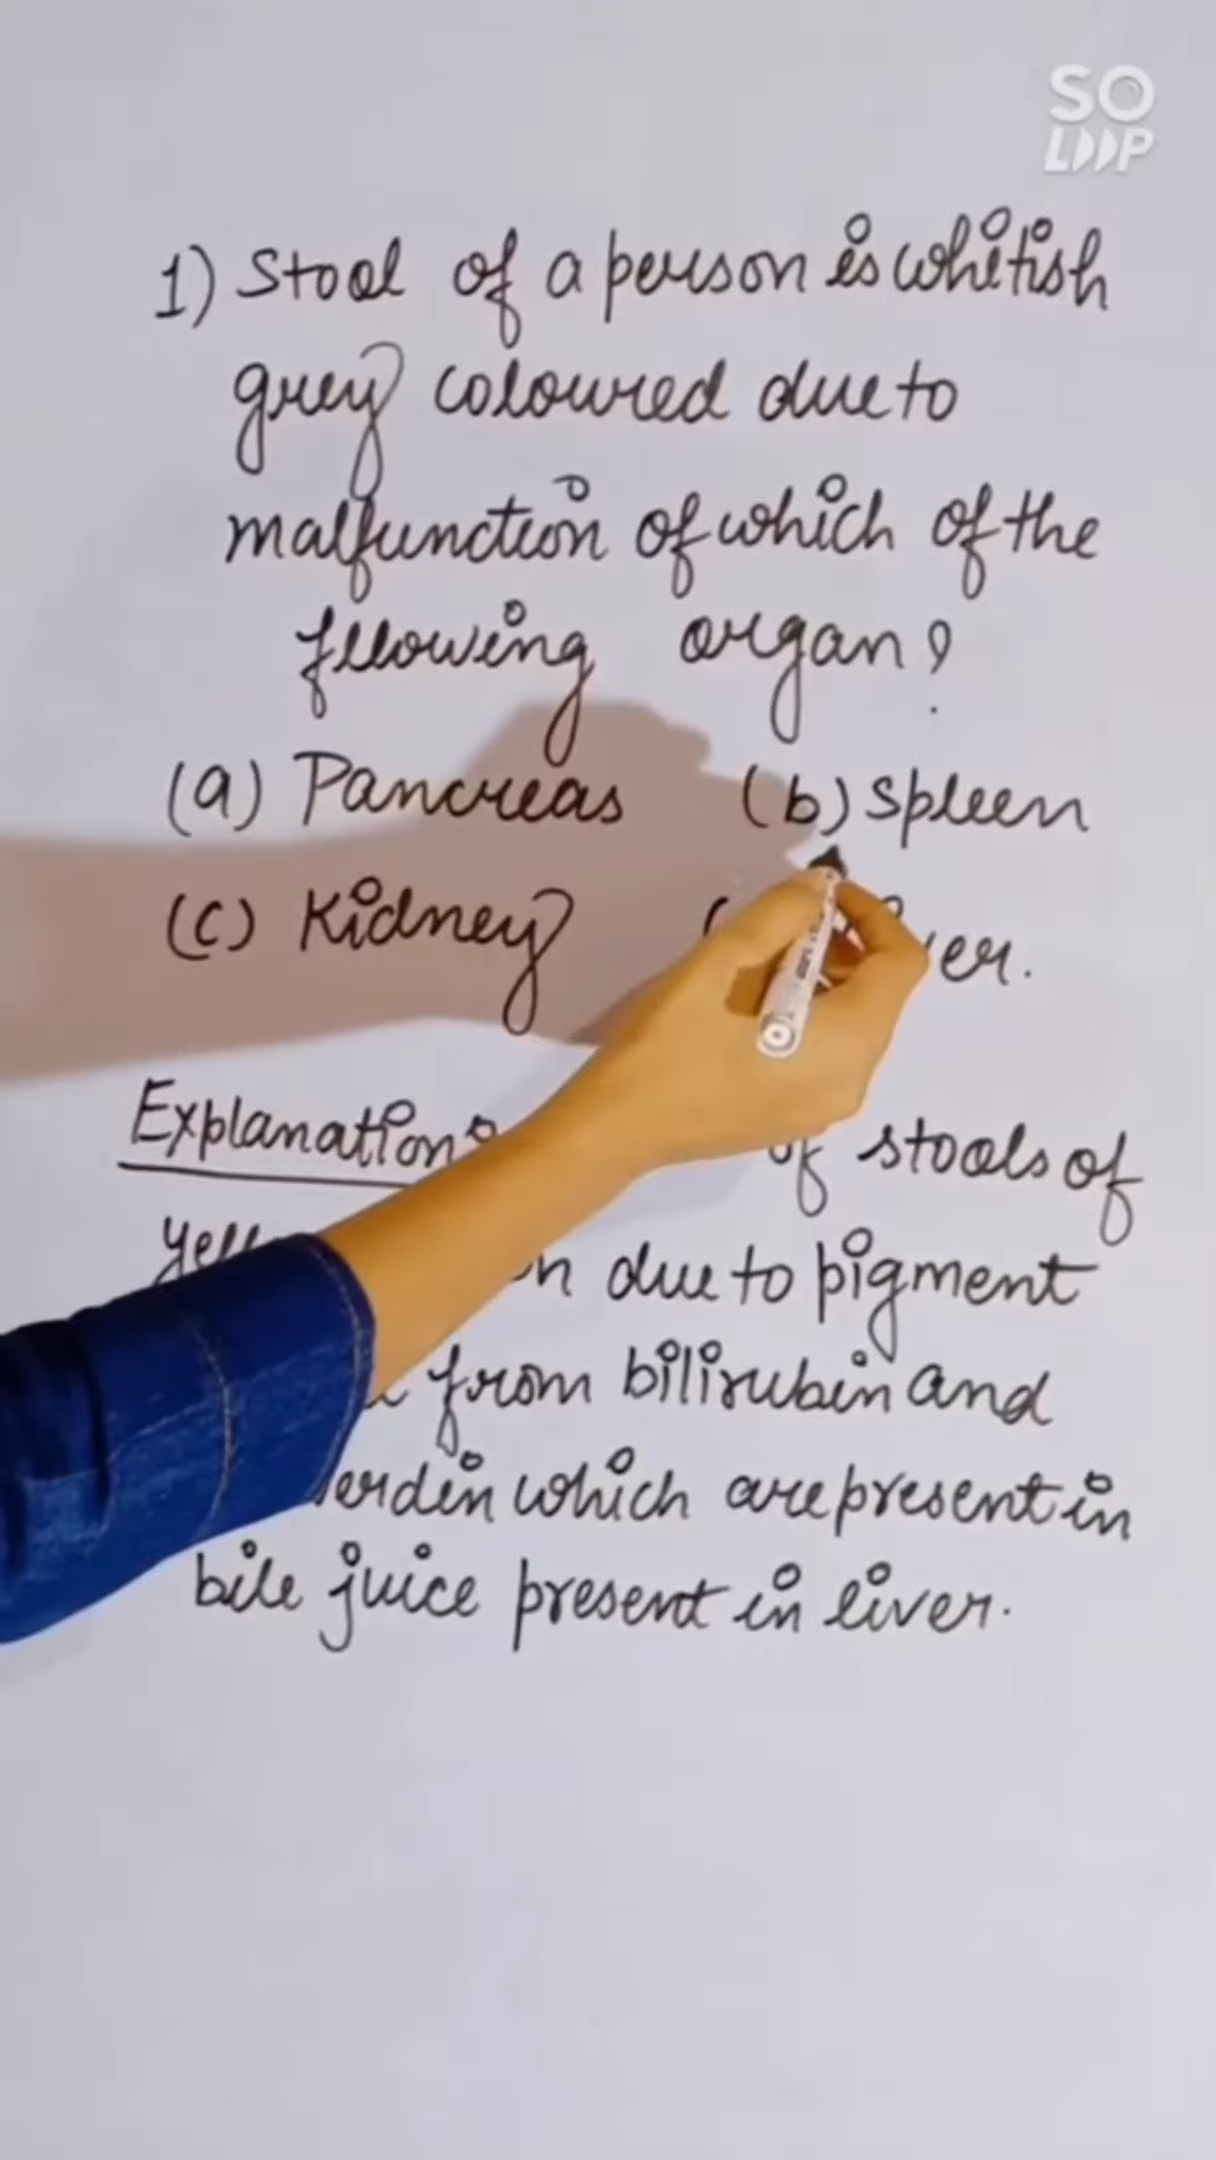 SO
LOOP
1) Stool of a person is whitish
grey coloured due to
malfunction of which of the
fllowing organ?
(a) Pancreas (b) Spleen
(c) Kidney
Explanation: of stools of
due to pigment
from bilirubin and
which are present in
bile juice present in liver.